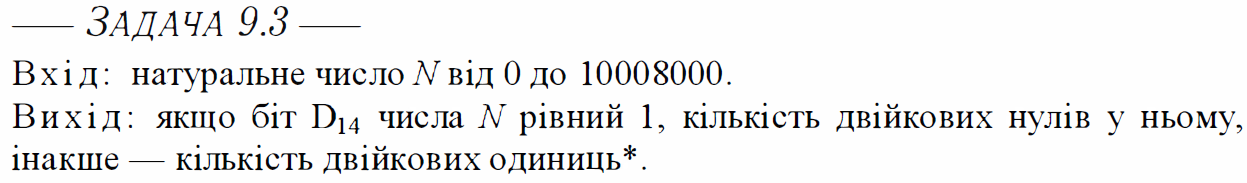 —— ЗАДАЧА 9.3 ——
Вхід: натуральне число N від 0 до 10008000.
Вихід: якщо біт D₁₄ числа N рівний 1, кількість двійкових нулів у ньому,
інакше — кількість двійкових одиниць*.